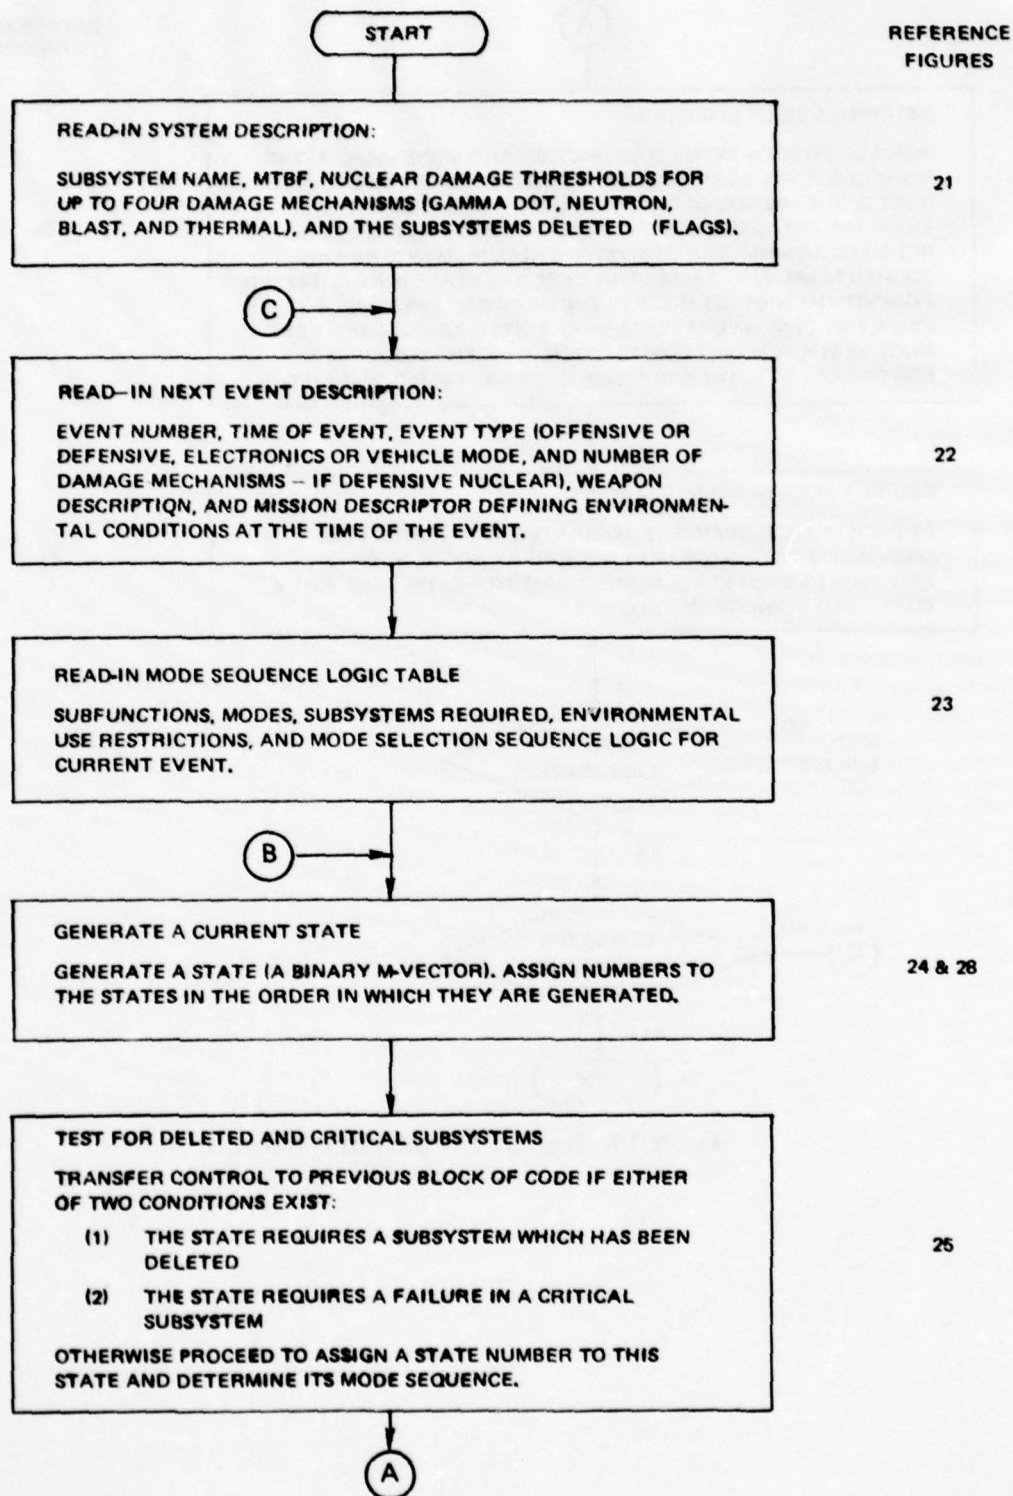 START
REFERENCE
FIGURES
READ-IN SYSTEM DESCRIPTION:
SUBSYSTEM NAME, MTBF, NUCLEAR DAMAGE THRESHOLDS FOR
UP TO FOUR DAMAGE MECHANISMS (GAMMA DOT, NEUTRON,
BLAST, AND THERMAL), AND THE SUBSYSTEMS DELETED (FLAGS).
21
C
READ-IN NEXT EVENT DESCRIPTION:
EVENT NUMBER, TIME OF EVENT, EVENT TYPE (OFFENSIVE OR
DEFENSIVE, ELECTRONICS OR VEHICLE MODE, AND NUMBER OF
DAMAGE MECHANISMS - IF DEFENSIVE NUCLEAR), WEAPON
DESCRIPTION, AND MISSION DESCRIPTOR DEFINING ENVIRONMEN-
TAL CONDITIONS AT THE TIME OF THE EVENT.
22
READ-IN MODE SEQUENCE LOGIC TABLE
SUBFUNCTIONS, MODES, SUBSYSTEMS REQUIRED, ENVIRONMENTAL
USE RESTRICTIONS, AND MODE SELECTION SEQUENCE LOGIC FOR
CURRENT EVENT.
23
B
GENERATE A CURRENT STATE
GENERATE A STATE (A BINARY M-VECTOR). ASSIGN NUMBERS TO
THE STATES IN THE ORDER IN WHICH THEY ARE GENERATED.
24 & 28
TEST FOR DELETED AND CRITICAL SUBSYSTEMS
TRANSFER CONTROL TO PREVIOUS BLOCK OF CODE IF EITHER
OF TWO CONDITIONS EXIST:
(1) THE STATE REQUIRES A SUBSYSTEM WHICH HAS BEEN
DELETED
(2) THE STATE REQUIRES A FAILURE IN A CRITICAL
SUBSYSTEM
OTHERWISE PROCEED TO ASSIGN A STATE NUMBER TO THIS
STATE AND DETERMINE ITS MODE SEQUENCE.
25
A